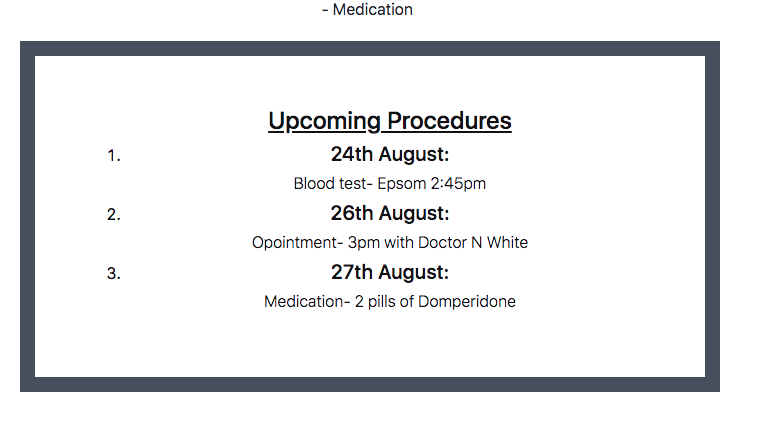 - Medication
Upcoming Procedures
1. 24th August:
Blood test- Epsom 2:45pm
2. 26th August:
Opointment- 3pm with Doctor N White
3. 27th August:
Medication- 2 pills of Domperidone